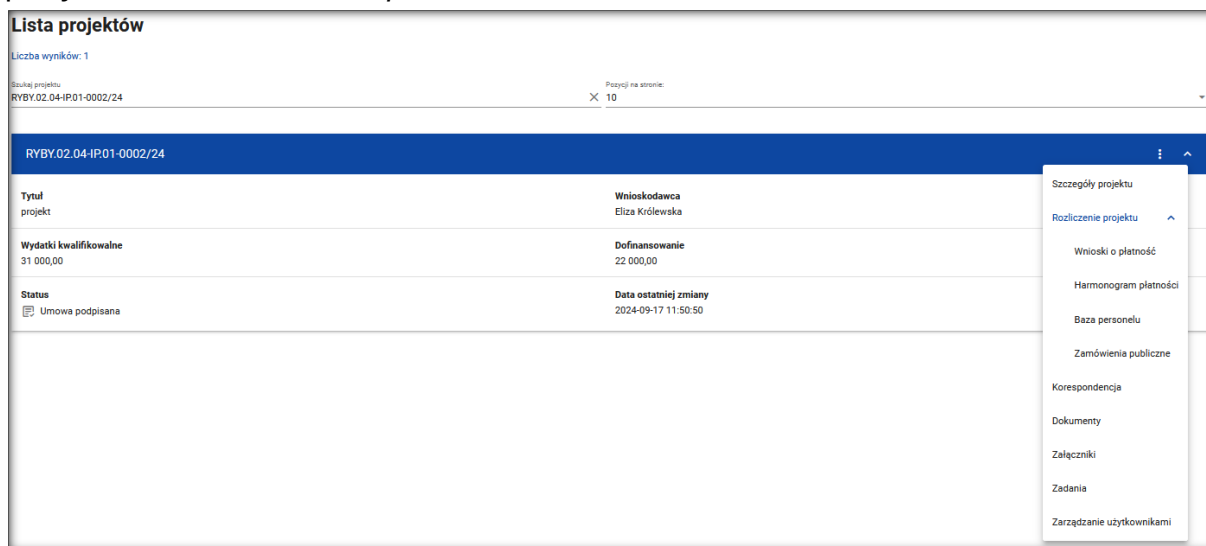 Lista projektów
Liczba wyników: 1
Szukaj projektu
RYBY.02.04-IP.01-0002/24
Pozycji na stronie:
10
RYBY.02.04-IP.01-0002/24
Tytuł
projekt
Wnioskodawca
Eliza Królewska
Wydatki kwalifikowalne
31 000,00
Dofinansowanie
22 000,00
Status
Umowa podpisana
Data ostatniej zmiany
2024-09-17 11:50:50
Szczegóły projektu
Rozliczenie projektu
Wnioski o płatność
Harmonogram płatności
Baza personelu
Zamówienia publiczne
Korespondencja
Dokumenty
Załączniki
Zadania
Zarządzanie użytkownikami